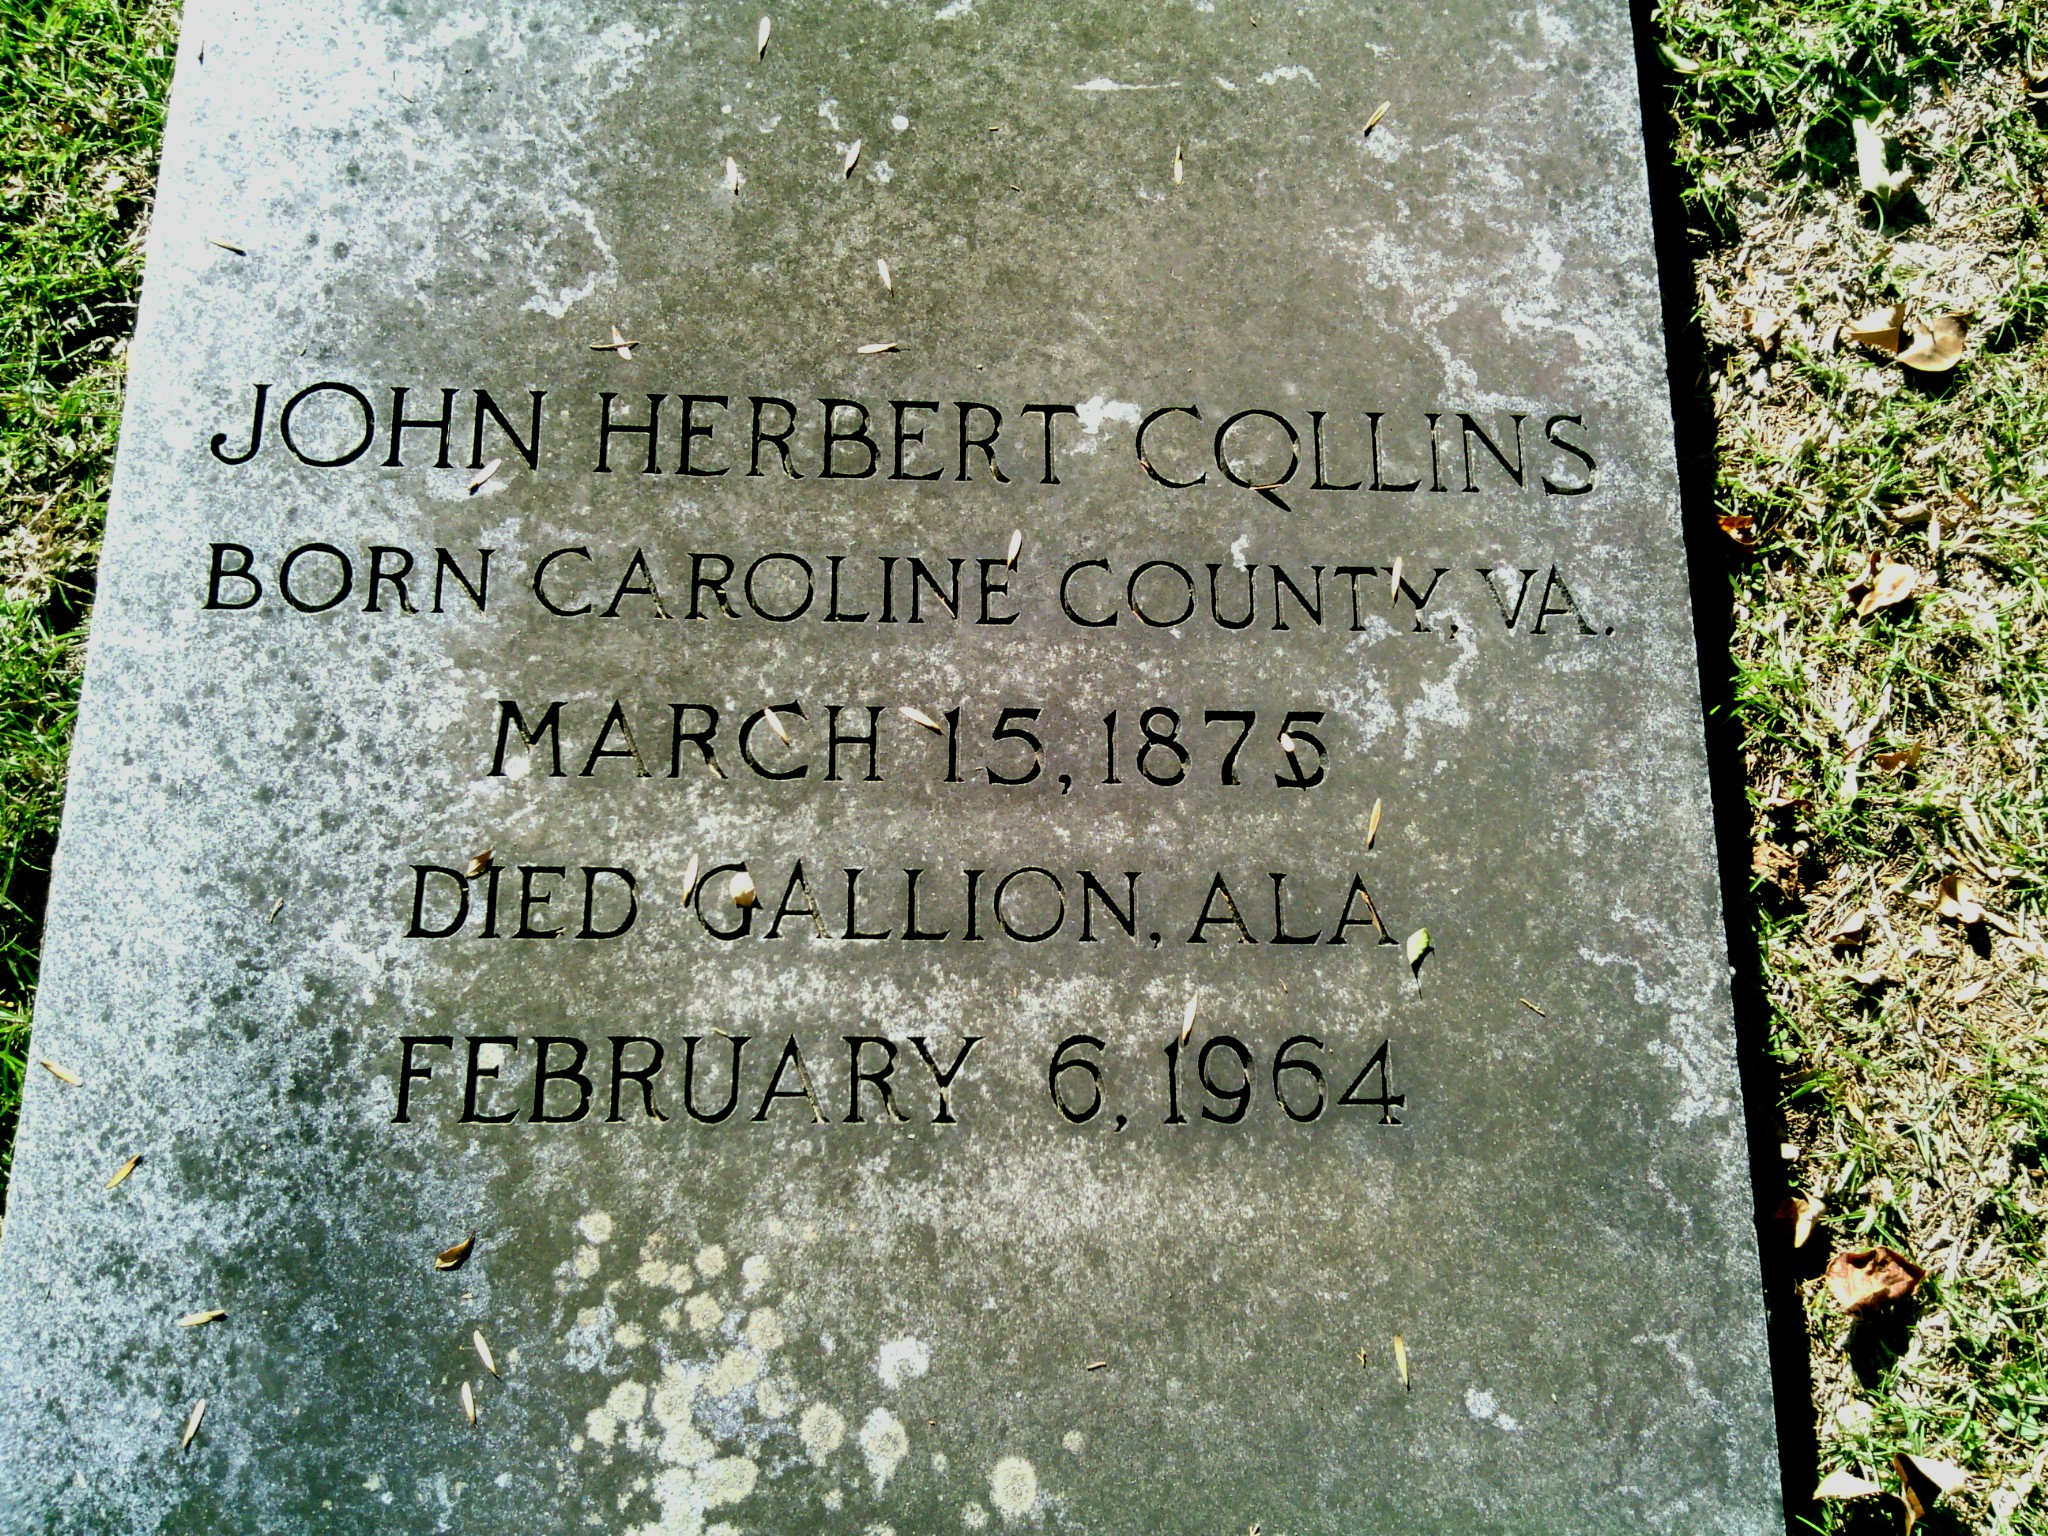 JOHN HERBERT COLLINS
BORN CAROLINE COUNTY, VA.
MARCH 15, 1875
DIED GALLION, ALA
FEBRUARY 6, 1964